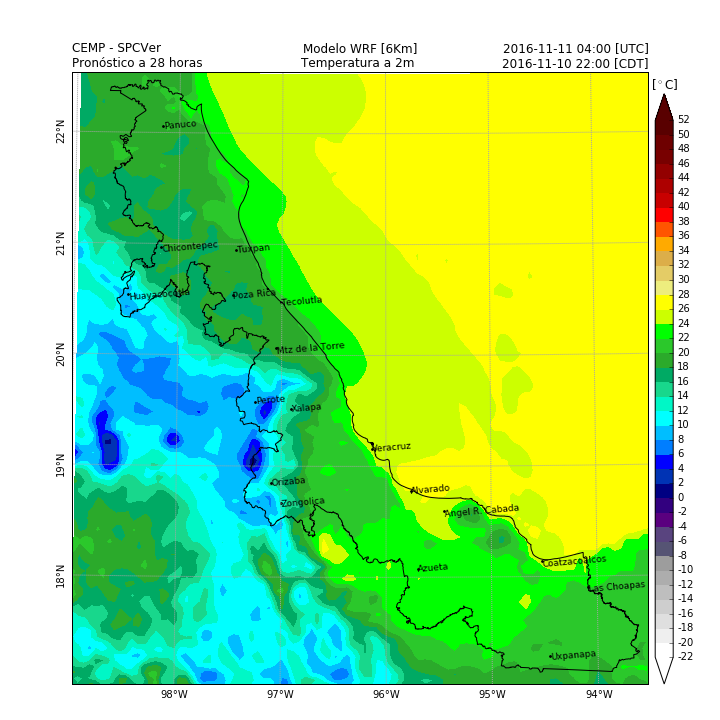 CEMP - SPCVer Modelo WRF [6Km] 2016-11-11 04:00 [UTC]
Pronóstico a 28 horas Temperatura a 2m 2016-11-10 22:00 [CDT]
[°C]
52
50
48
46
44
42
40
38
36
34
32
30
28
26
24
22
20
18
16
14
12
10
8
6
4
2
0
-2
-4
-6
-8
-10
-12
-14
-16
-18
-20
-22
22°N
21°N
20°N
19°N
18°N
Panuco
Chicontepec
Tuxpan
Huayacocotla
Poza Rica
Tecolutla
Mtz de la Torre
Perote
Xalapa
Veracruz
Orizaba
Alvarado
Zongolica
Angel R. Cabada
Azueta
Coatzacoalcos
Las Choapas
Uxpanapa
98°W 97°W 96°W 95°W 94°W